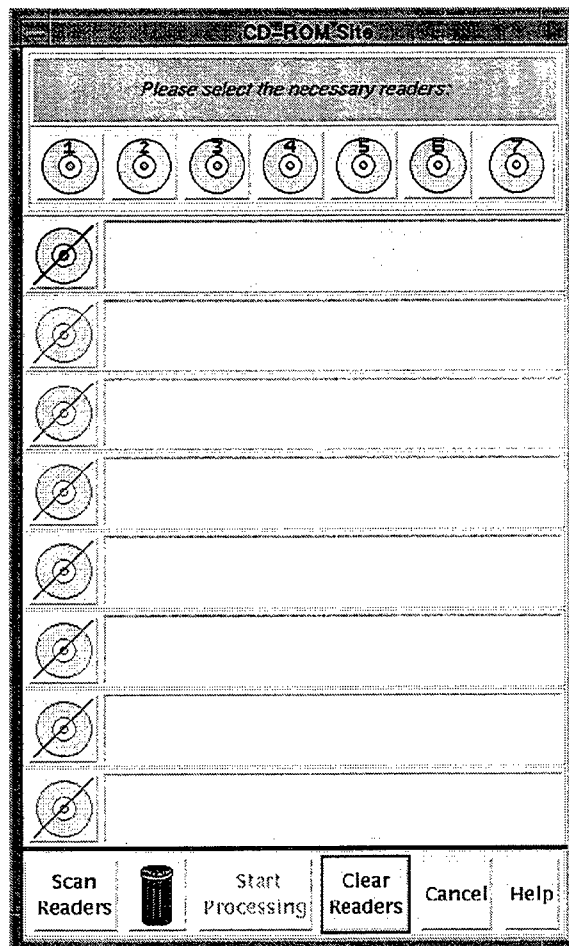 CD-ROM Site
Please select the necessary readers:
1 2 3 4 5 6 7
Scan Readers
Start Processing
Clear Readers
Cancel
Help